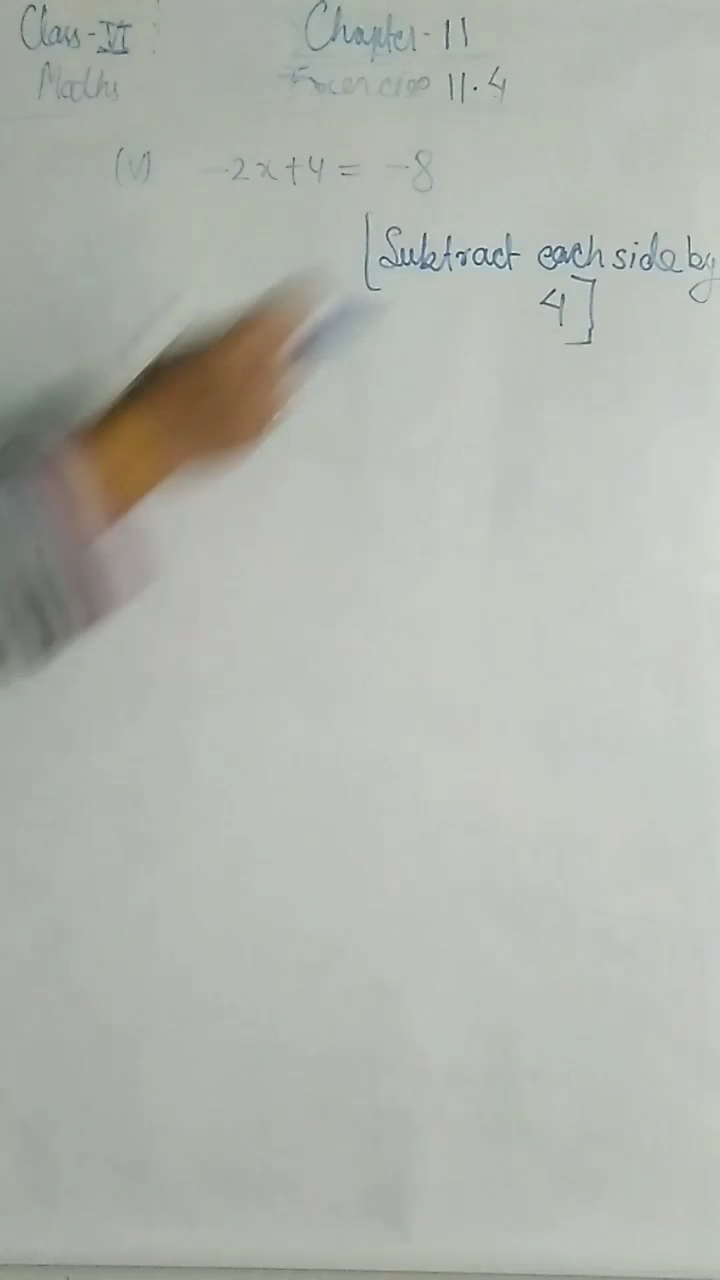 Class-VI Chapter-11
Maths Exercise 11.4
(v) -2x+4 = -8
[Subtract each side by
4]